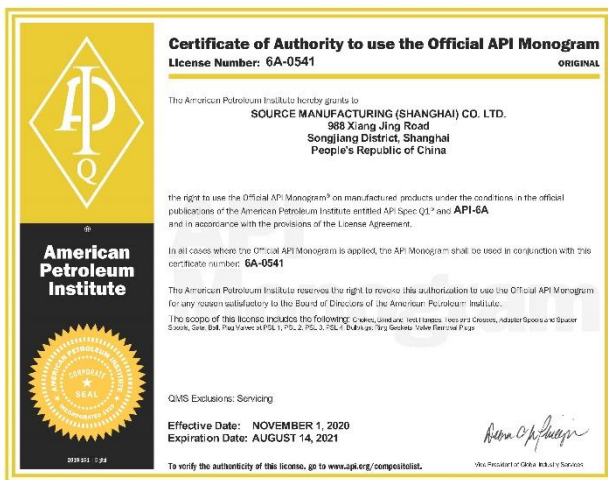 Certificate of Authority to use the Official API Monogram
License Number: 6A-0541
ORIGINAL
The American Petroleum Institute hereby grants to
SOURCE MANUFACTURING (SHANGHAI) CO. LTD.
988 Xiang Jing Road
Songjiang District, Shanghai
People's Republic of China
the right to use the Official API Monogram® on manufactured products under the conditions in the official
publications of the American Petroleum Institute entitled API Spec Q1® and API-6A
and in accordance with the provisions of the License Agreement.
In all cases where the Official API Monogram is applied, the API Monogram shall be used in conjunction with this
certificate number: 6A-0541
The American Petroleum Institute reserves the right to revoke this authorization to use the Official API Monogram
for any reason satisfactory to the Board of Directors of the American Petroleum Institute.
The scope of this license includes the following: Chokes, Blind and Test Flanges, Tees and Crosses, Adapter Spools and Spacer
Spools, Gate, Ball, Plug Valves at PSL 1, PSL 2, PSL 3, PSL 4, Bullplugs, Ring Gaskets, Valve Removal Plugs
QMS Exclusions: Servicing
Effective Date: NOVEMBER 1, 2020
Expiration Date: AUGUST 14, 2021
To verify the authenticity of this license, go to www.api.org/compositelist.
Vice President of Global Industry Services
API
Q
®
American
Petroleum
Institute
AMERICAN PETROLEUM INSTITUTE
CORPORATE
SEAL
INCORPORATED